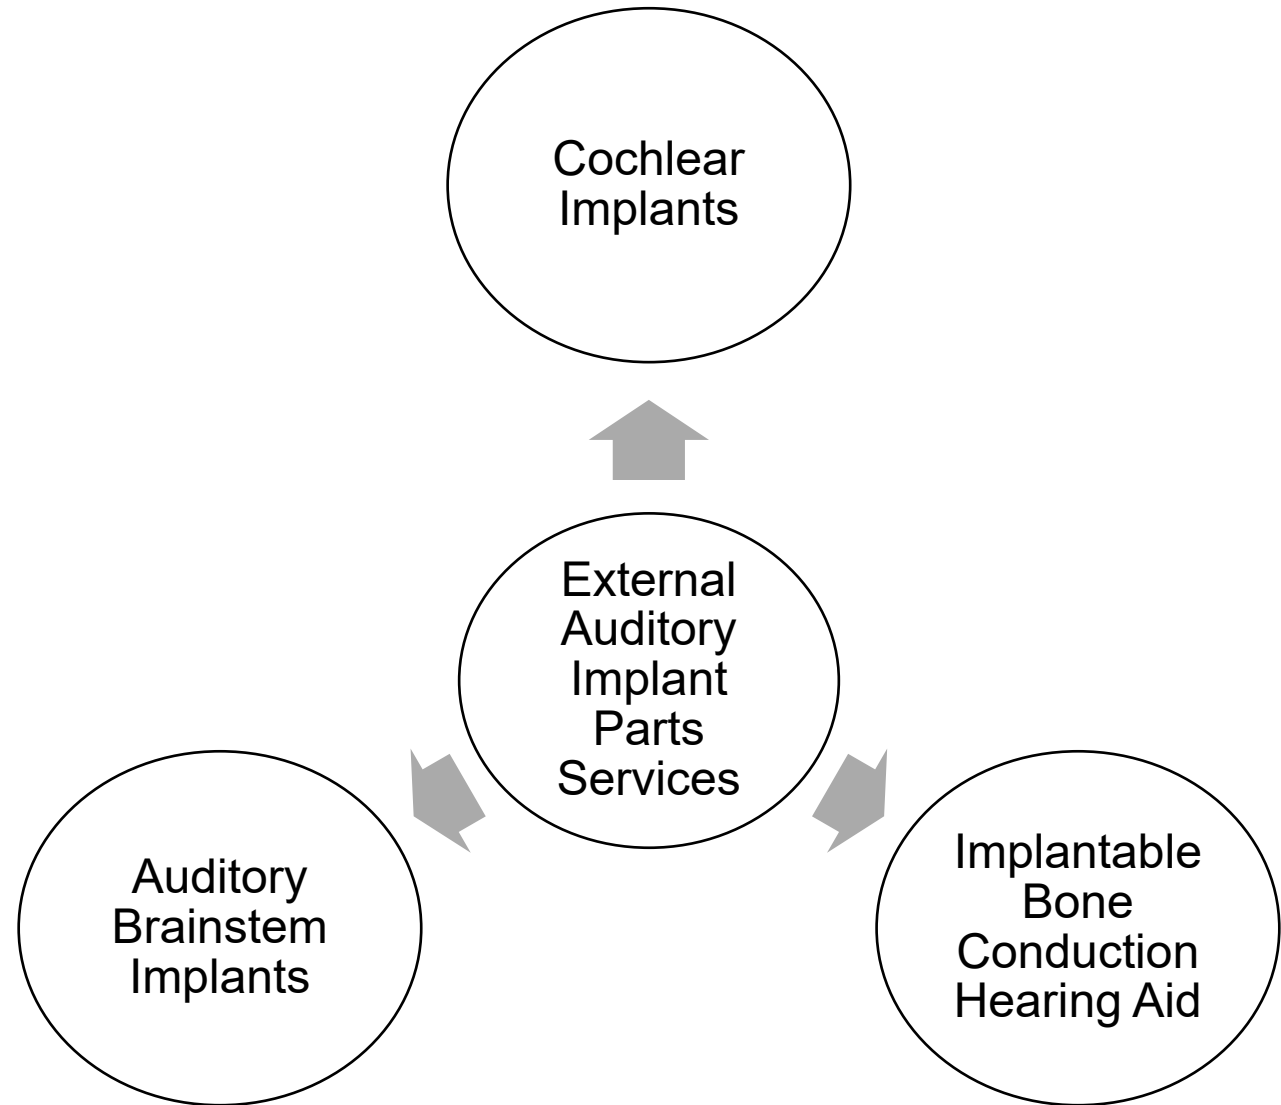 Cochlear
Implants
External
Auditory
Implant
Parts
Services
Auditory
Brainstem
Implants
Implantable
Bone
Conduction
Hearing Aid